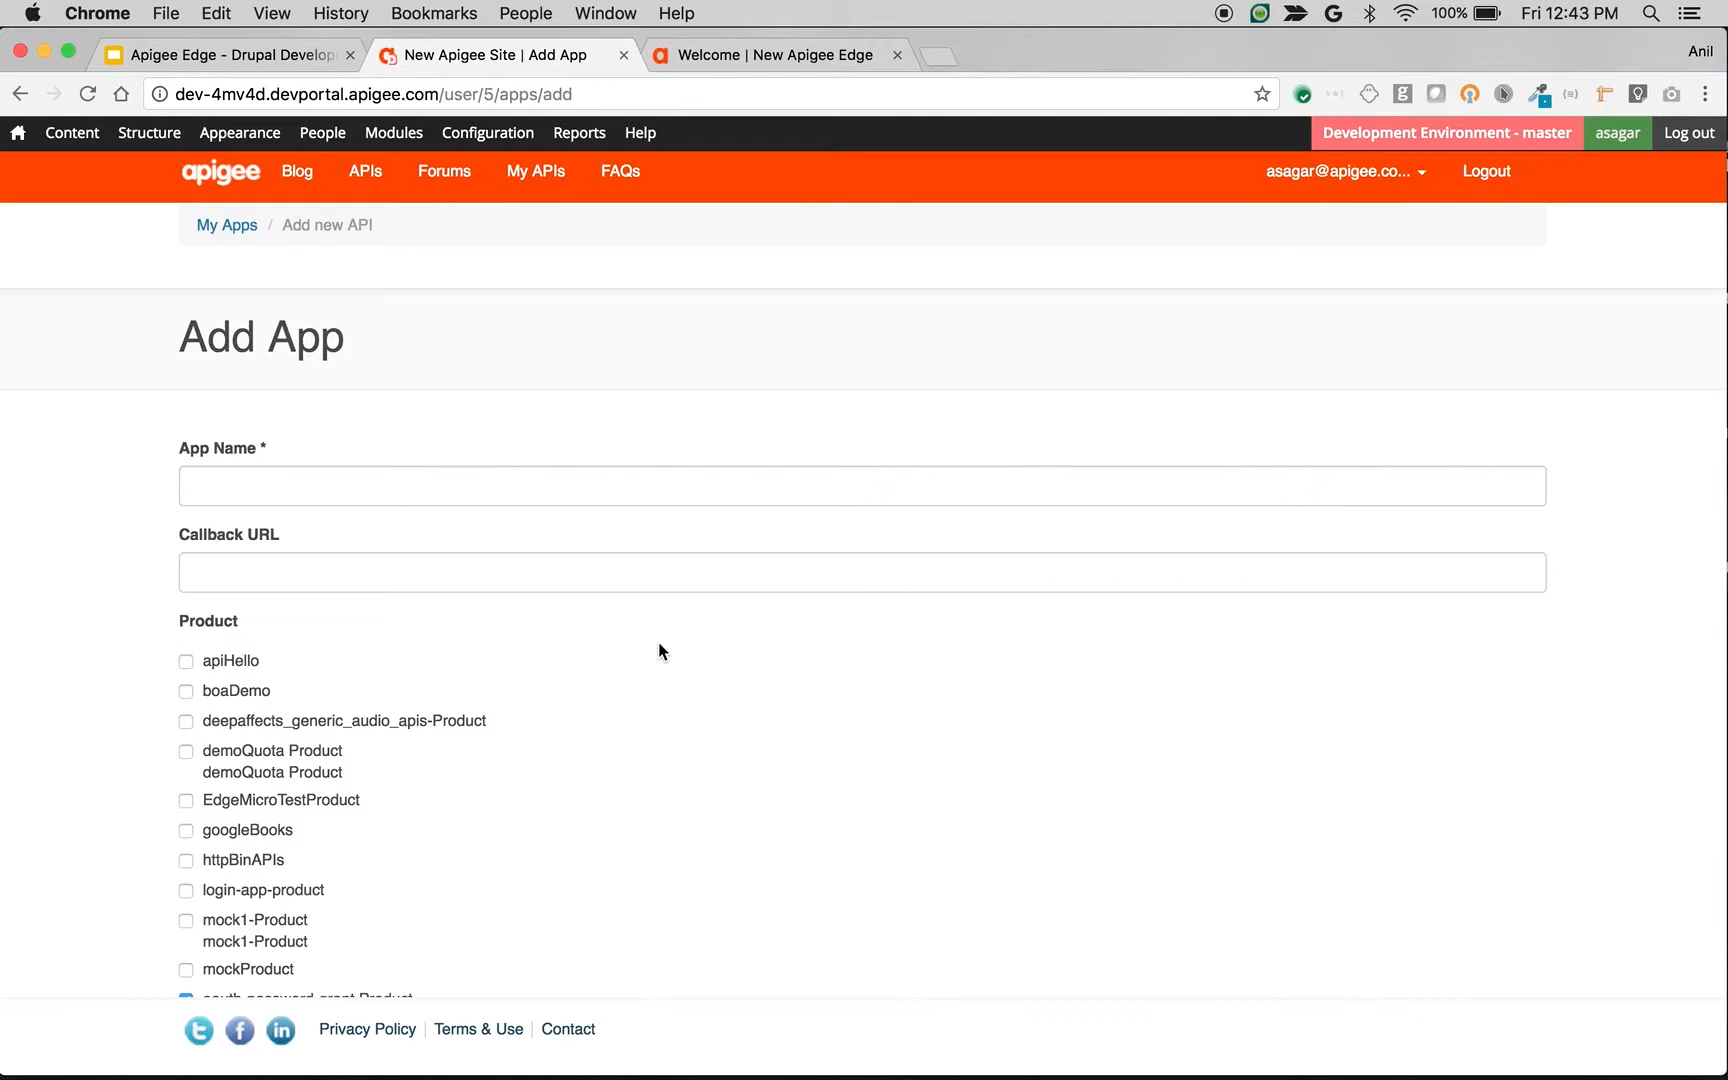 Chrome File Edit View History Bookmarks People Window Help 100% Fri 12:43 PM
Apigee Edge - Drupal Develop New Apigee Site | Add App Welcome | New Apigee Edge Anil
dev-4mv4d.devportal.apigee.com/user/5/apps/add
Content Structure Appearance People Modules Configuration Reports Help Development Environment - master asagar Log out
apigee Blog APIs Forums My APIs FAQs asagar@apigee.co... Logout
My Apps / Add new API
Add App
App Name *
Callback URL
Product
apiHello
boaDemo
deepaffects_generic_audio_apis-Product
demoQuota Product
demoQuota Product
EdgeMicroTestProduct
googleBooks
httpBinAPIs
login-app-product
mock1-Product
mock1-Product
mockProduct
Privacy Policy Terms & Use Contact